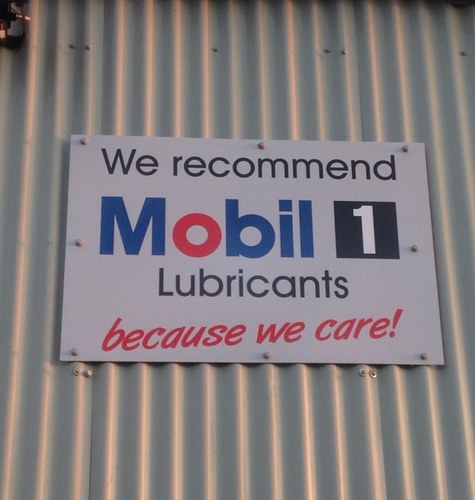 We recommend
Mobil 1
Lubricants
because we care!